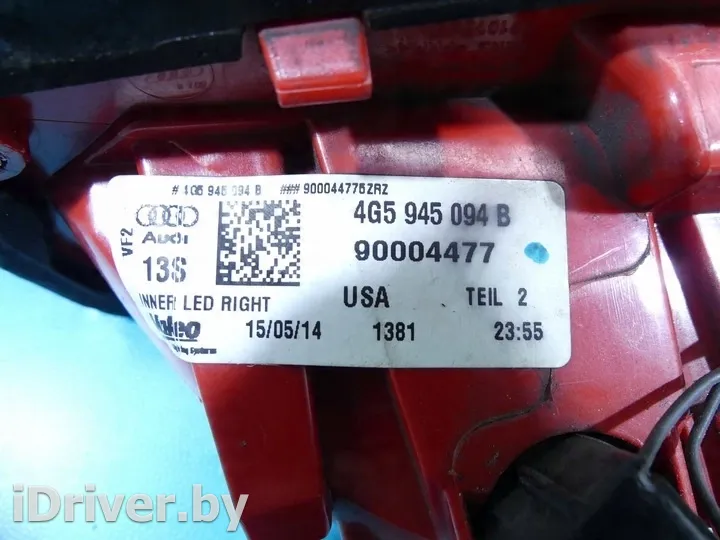 # 4G5 945 094 B ### 90004477SZRZ
VF2
Audi
4G5 945 094 B
90004477
13S
INNER LED RIGHT USA TEIL 2
Valeo 15/05/14 1381 23:55
iDriver.by